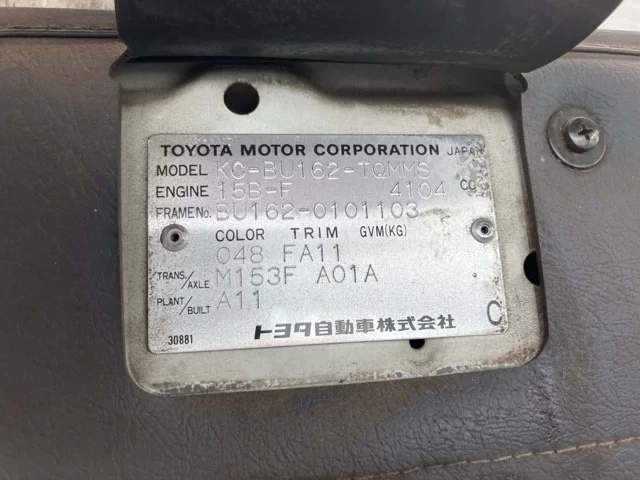 TOYOTA MOTOR CORPORATION JAPAN
MODEL KC-BU162-TQMMS
ENGINE 15B-F 4104 CC
FRAME No. BU162-0101103
COLOR TRIM GVM(KG)
048 FA11
TRANS./AXLE M153F A01A
PLANT/BUILT A11
トヨタ自動車株式会社 C
30881